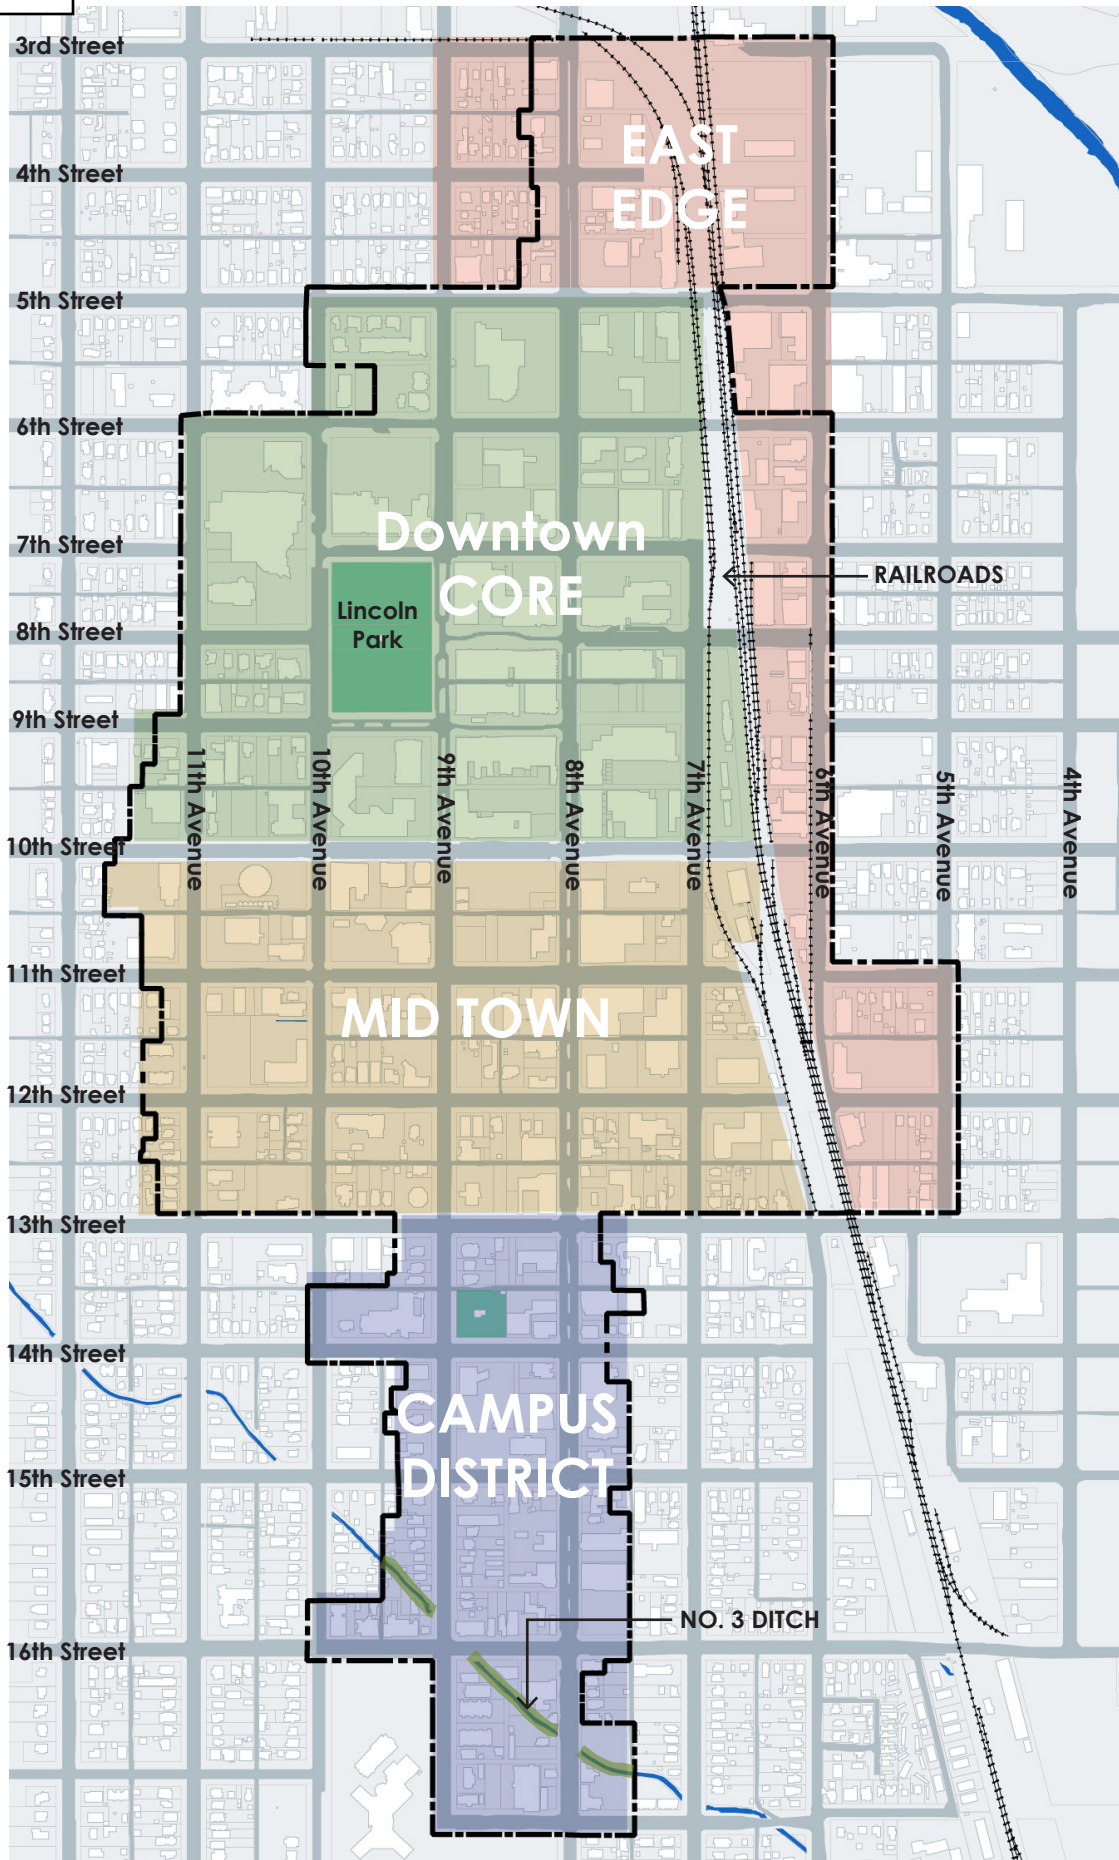 3rd Street
EAST
EDGE
4th Street
5th Street
6th Street
Downtown
CORE
7th Street
RAILROADS
Lincoln
Park
8th Street
9th Street
11th Avenue
10th Avenue
9th Avenue
8th Avenue
7th Avenue
6th Avenue
5th Avenue
4th Avenue
10th Street
11th Street
MID TOWN
12th Street
13th Street
14th Street
CAMPUS
DISTRICT
15th Street
NO. 3 DITCH
16th Street